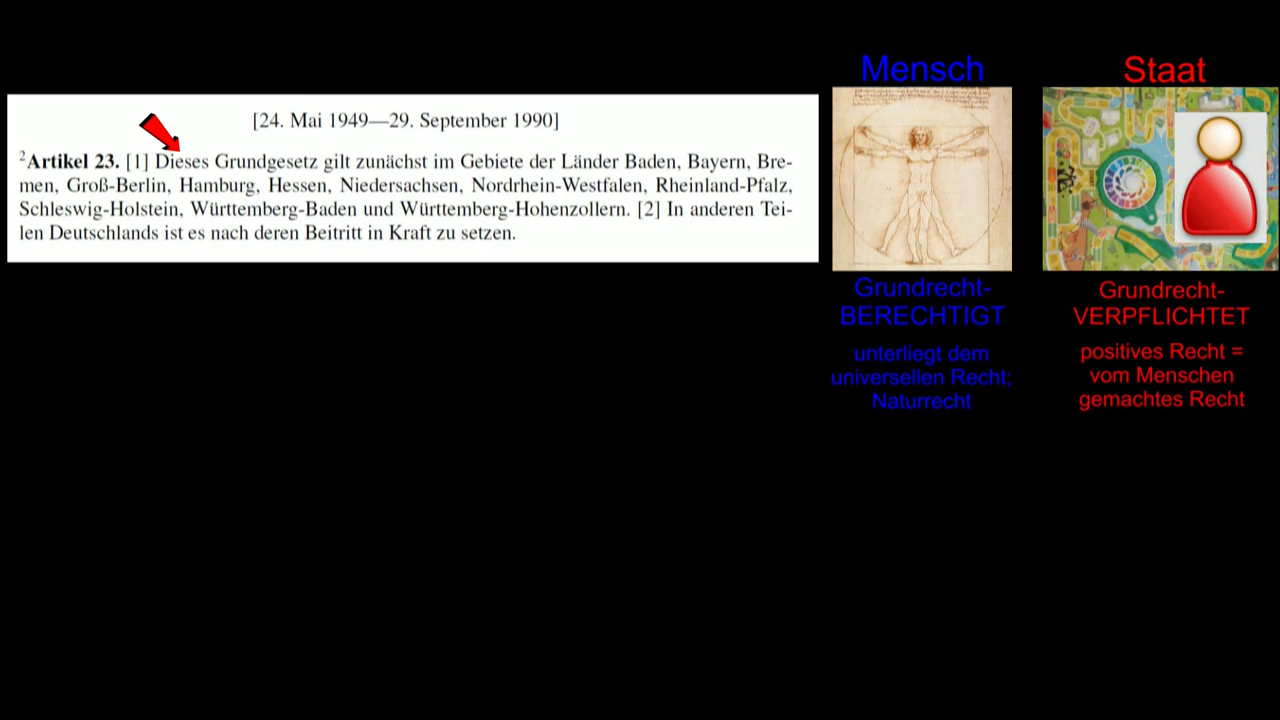 [24. Mai 1949—29. September 1990]
²Artikel 23. [1] Dieses Grundgesetz gilt zunächst im Gebiete der Länder Baden, Bayern, Bre-
men, Groß-Berlin, Hamburg, Hessen, Niedersachsen, Nordrhein-Westfalen, Rheinland-Pfalz,
Schleswig-Holstein, Württemberg-Baden und Württemberg-Hohenzollern. [2] In anderen Tei-
len Deutschlands ist es nach deren Beitritt in Kraft zu setzen.
Mensch
Grundrecht-
BERECHTIGT
unterliegt dem
universellen Recht;
Naturrecht
Staat
Grundrecht-
VERPFLICHTET
positives Recht =
vom Menschen
gemachtes Recht